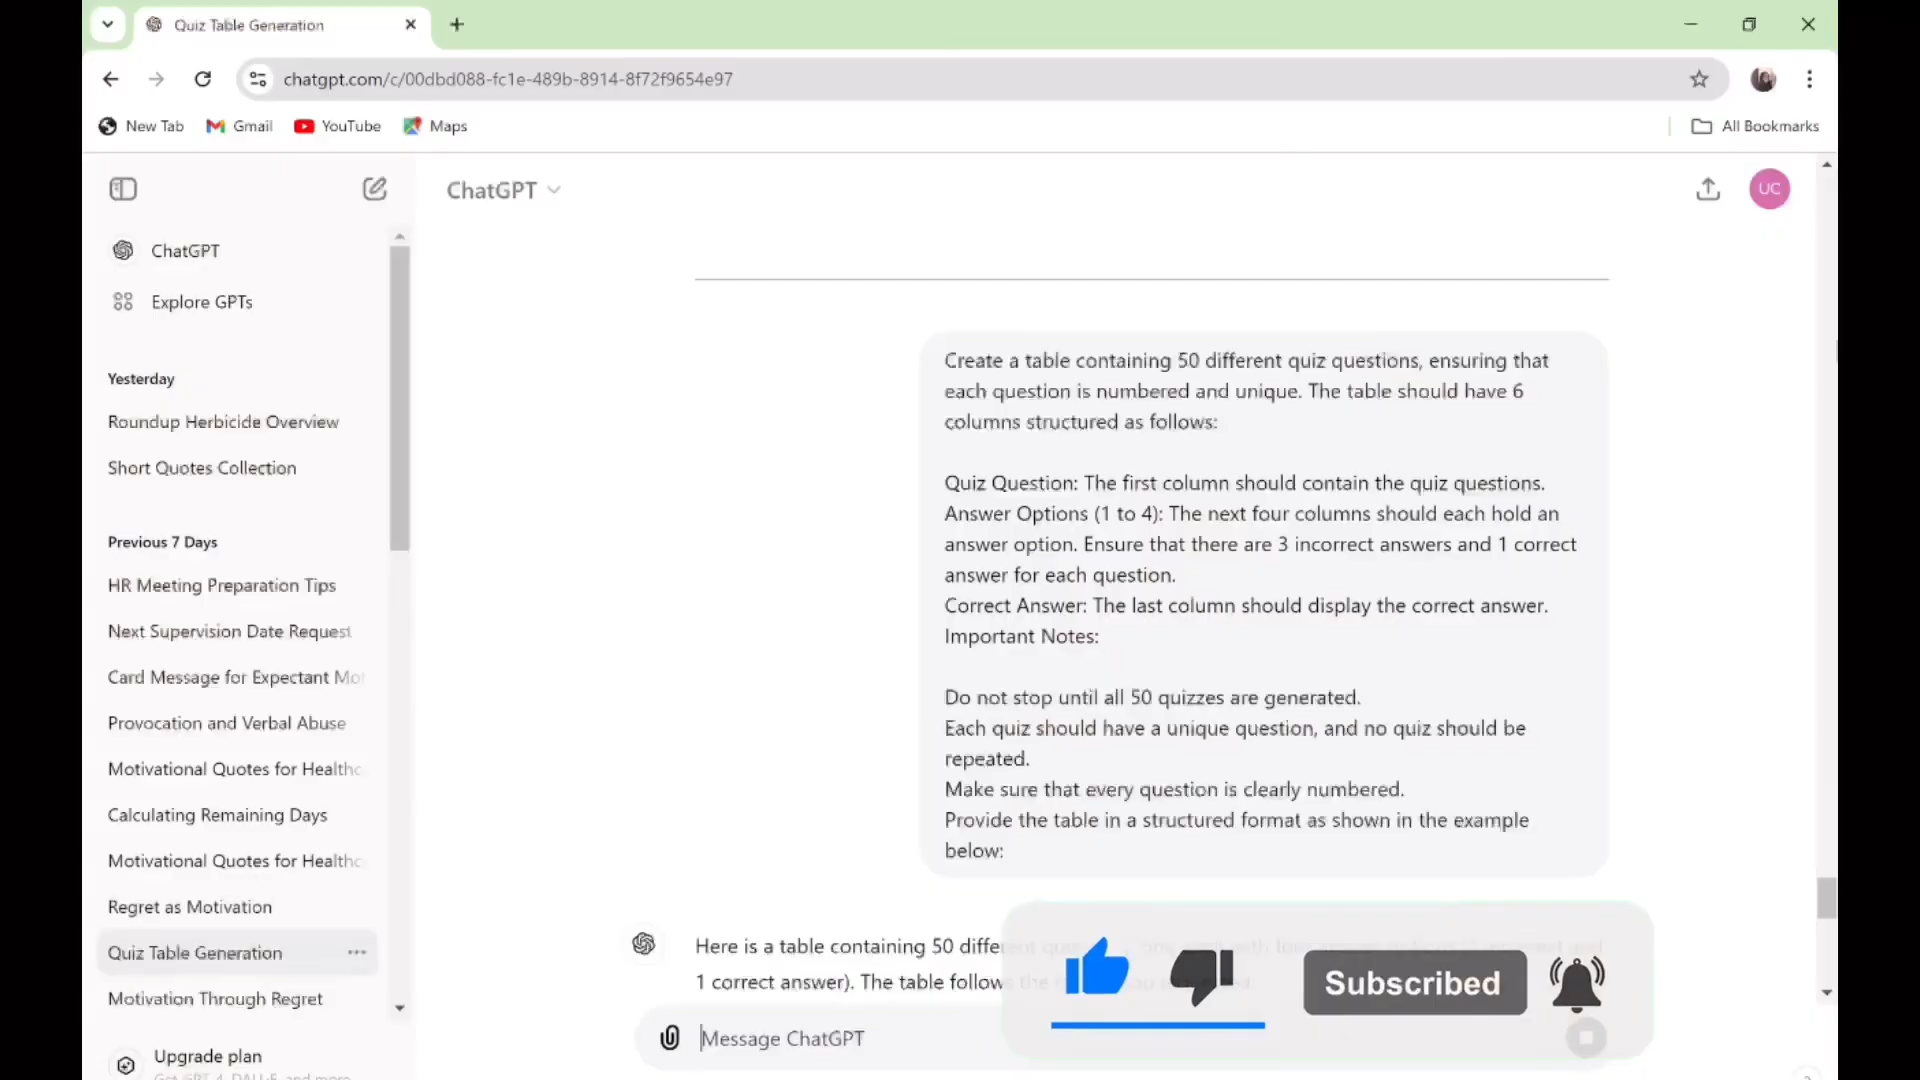 Quiz Table Generation
chatgpt.com/c/00dbd088-fc1e-489b-8914-8f72f9654e97
New Tab
Gmail
YouTube
Maps
All Bookmarks
ChatGPT
UC
ChatGPT
Explore GPTs
Yesterday
Roundup Herbicide Overview
Short Quotes Collection
Previous 7 Days
HR Meeting Preparation Tips
Next Supervision Date Request
Card Message for Expectant Mo
Provocation and Verbal Abuse
Motivational Quotes for Healthc
Calculating Remaining Days
Motivational Quotes for Healthc
Regret as Motivation
Quiz Table Generation
Motivation Through Regret
Upgrade plan
Create a table containing 50 different quiz questions, ensuring that
each question is numbered and unique. The table should have 6
columns structured as follows:
Quiz Question: The first column should contain the quiz questions.
Answer Options (1 to 4): The next four columns should each hold an
answer option. Ensure that there are 3 incorrect answers and 1 correct
answer for each question.
Correct Answer: The last column should display the correct answer.
Important Notes:
Do not stop until all 50 quizzes are generated.
Each quiz should have a unique question, and no quiz should be
repeated.
Make sure that every question is clearly numbered.
Provide the table in a structured format as shown in the example
below:
Here is a table containing 50 diffe
1 correct answer). The table follows
Subscribed
Message ChatGPT